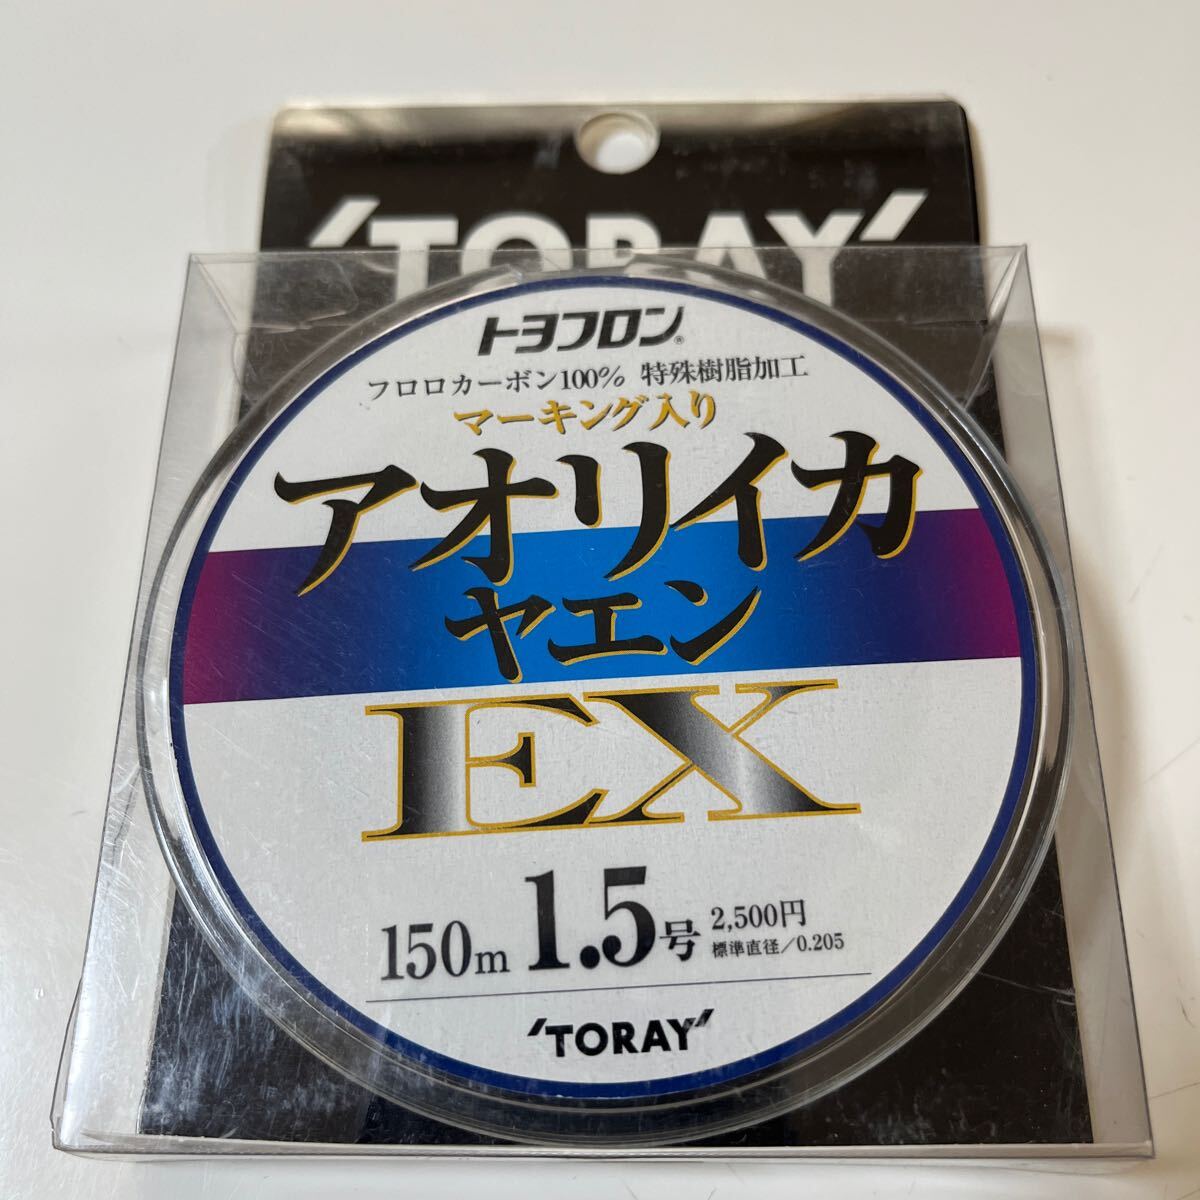 TORAY
トヨフロン®
フロロカーボン100% 特殊樹脂加工
マーキング入り
アオリイカ
ヤエン
EX
150m 1.5号 2,500円
標準直径/0.205
TORAY